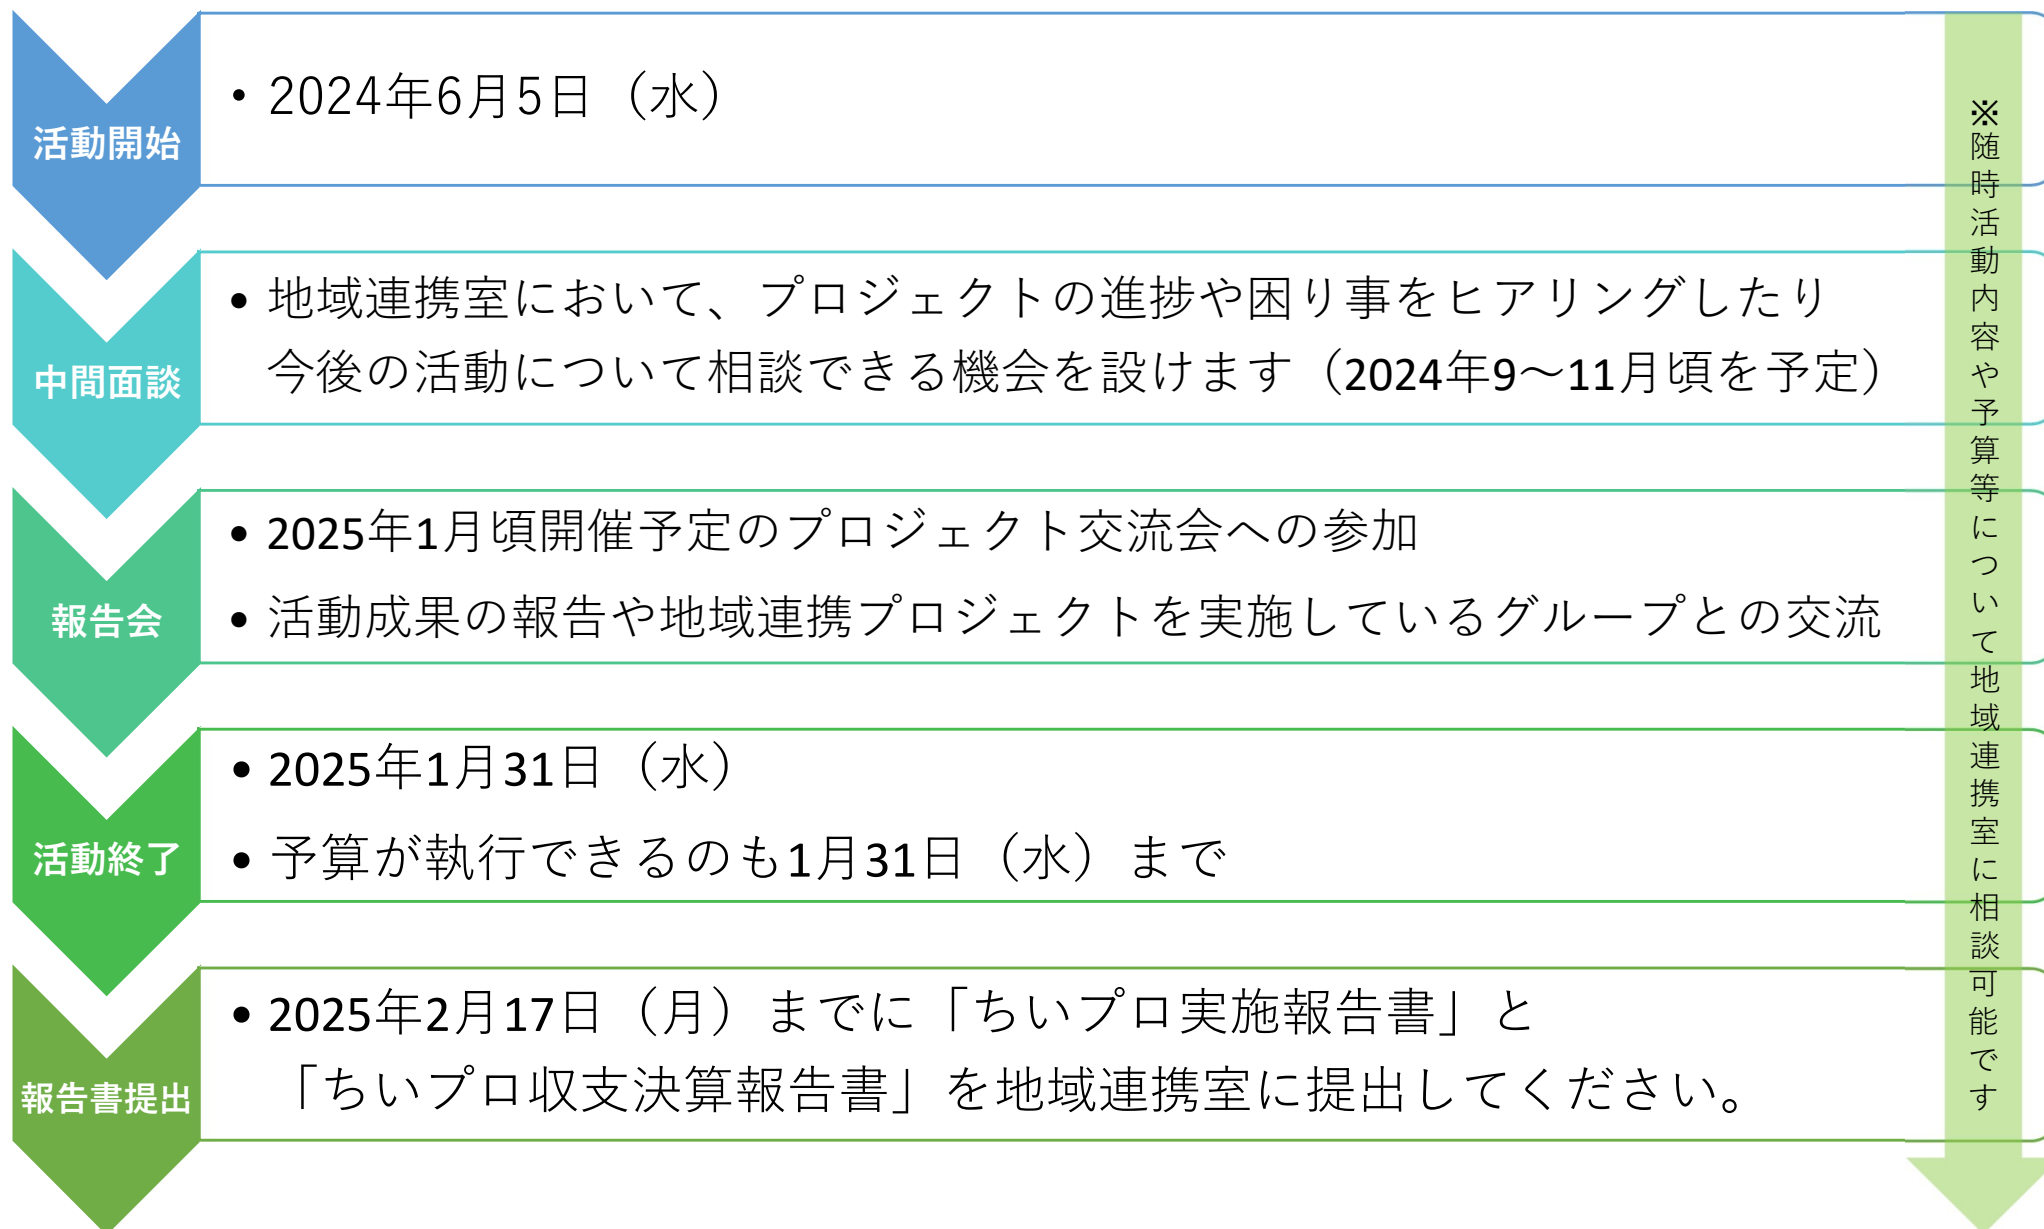 活動開始
• 2024年6月5日（水）
中間面談
• 地域連携室において、プロジェクトの進捗や困り事をヒアリングしたり
今後の活動について相談できる機会を設けます（2024年9～11月頃を予定）
報告会
• 2025年1月頃開催予定のプロジェクト交流会への参加
• 活動成果の報告や地域連携プロジェクトを実施しているグループとの交流
活動終了
• 2025年1月31日（水）
• 予算が執行できるのも1月31日（水）まで
報告書提出
• 2025年2月17日（月）までに「ちいプロ実施報告書」と
「ちいプロ収支決算報告書」を地域連携室に提出してください。
※随時活動内容や予算等について地域連携室に相談可能です